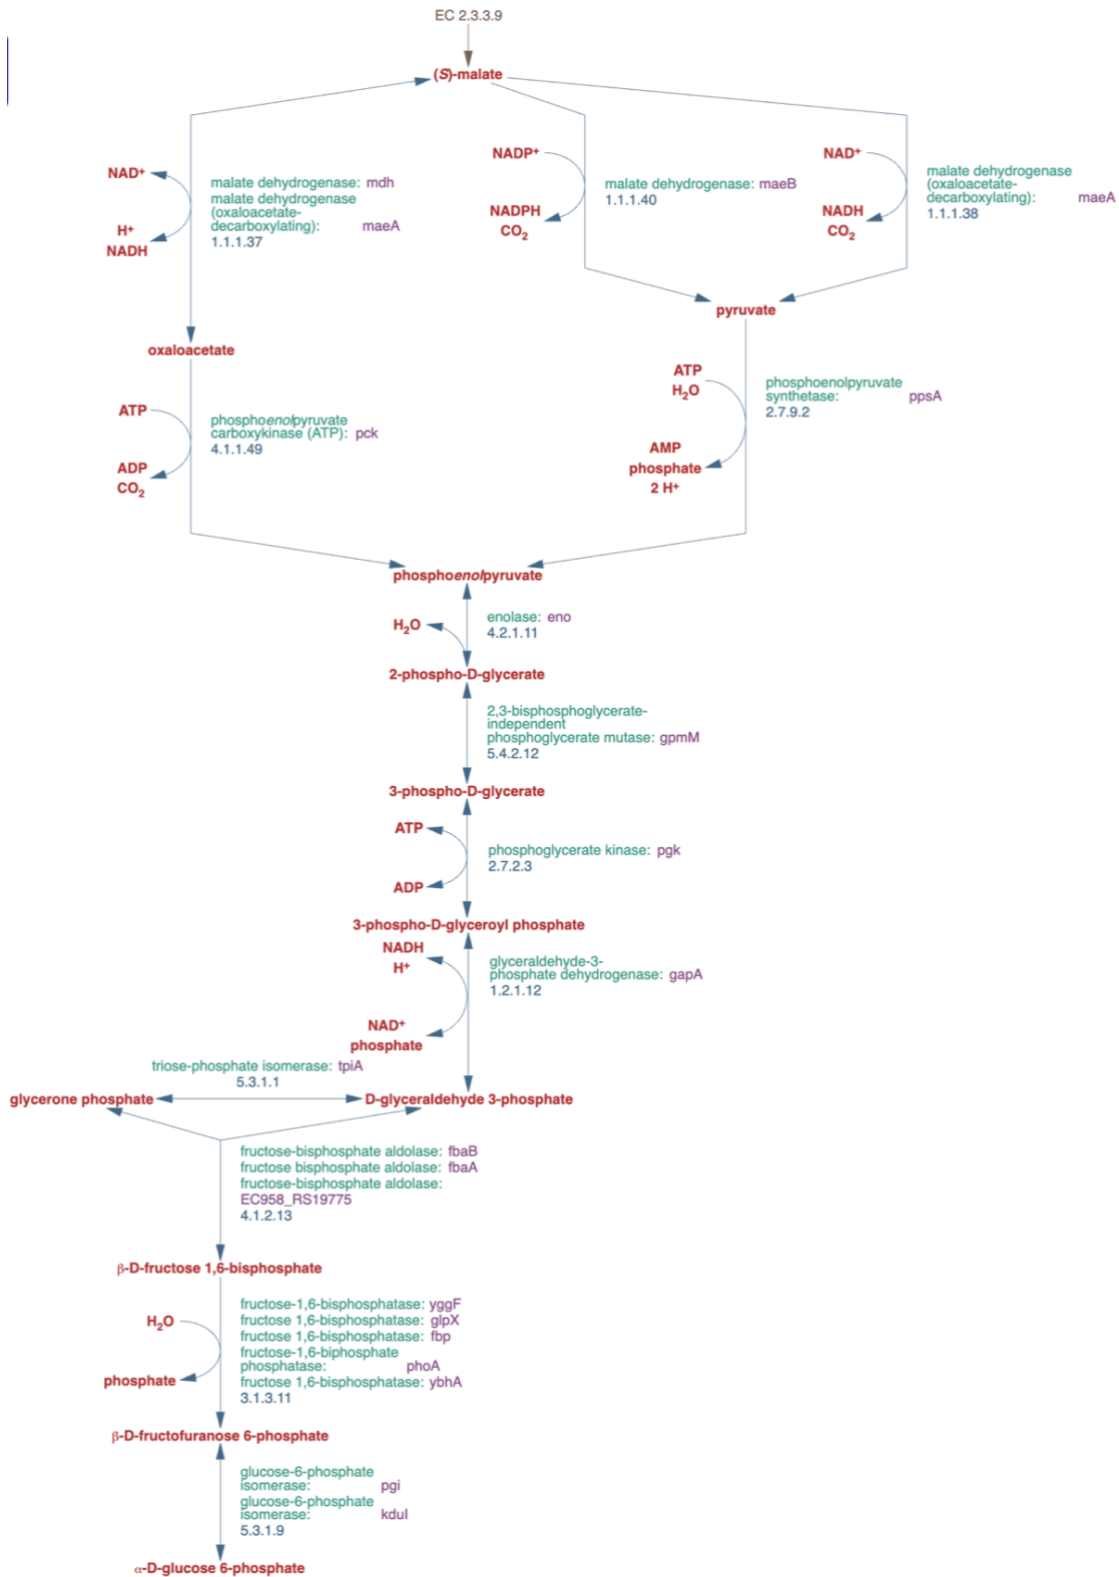 EC 2.3.3.9
(S)-malate
NAD⁺
H⁺
NADH
malate dehydrogenase: mdh
malate dehydrogenase
(oxaloacetate-
decarboxylating): maeA
1.1.1.37
NADP⁺
NADPH
CO₂
malate dehydrogenase: maeB
1.1.1.40
NAD⁺
NADH
CO₂
malate dehydrogenase
(oxaloacetate-
decarboxylating): maeA
1.1.1.38
pyruvate
oxaloacetate
ATP
ADP
CO₂
phosphoenolpyruvate
carboxykinase (ATP): pck
4.1.1.49
ATP
H₂O
AMP
phosphate
2 H⁺
phosphoenolpyruvate
synthetase: ppsA
2.7.9.2
phosphoenolpyruvate
H₂O
enolase: eno
4.2.1.11
2-phospho-D-glycerate
2,3-bisphosphoglycerate-
independent
phosphoglycerate mutase: gpmM
5.4.2.12
3-phospho-D-glycerate
ATP
ADP
phosphoglycerate kinase: pgk
2.7.2.3
3-phospho-D-glyceroyl phosphate
NADH
H⁺
NAD⁺
phosphate
glyceraldehyde-3-
phosphate dehydrogenase: gapA
1.2.1.12
triose-phosphate isomerase: tpiA
5.3.1.1
glycerone phosphate
D-glyceraldehyde 3-phosphate
fructose-bisphosphate aldolase: fbaB
fructose bisphosphate aldolase: fbaA
fructose-bisphosphate aldolase:
EC958_RS19775
4.1.2.13
β-D-fructose 1,6-bisphosphate
H₂O
phosphate
fructose-1,6-bisphosphatase: yggF
fructose 1,6-bisphosphatase: glpX
fructose 1,6-bisphosphatase: fbp
fructose-1,6-biphosphate
phosphatase: phoA
fructose 1,6-bisphosphatase: ybhA
3.1.3.11
β-D-fructofuranose 6-phosphate
glucose-6-phosphate
isomerase: pgi
glucose-6-phosphate
isomerase: kduI
5.3.1.9
α-D-glucose 6-phosphate